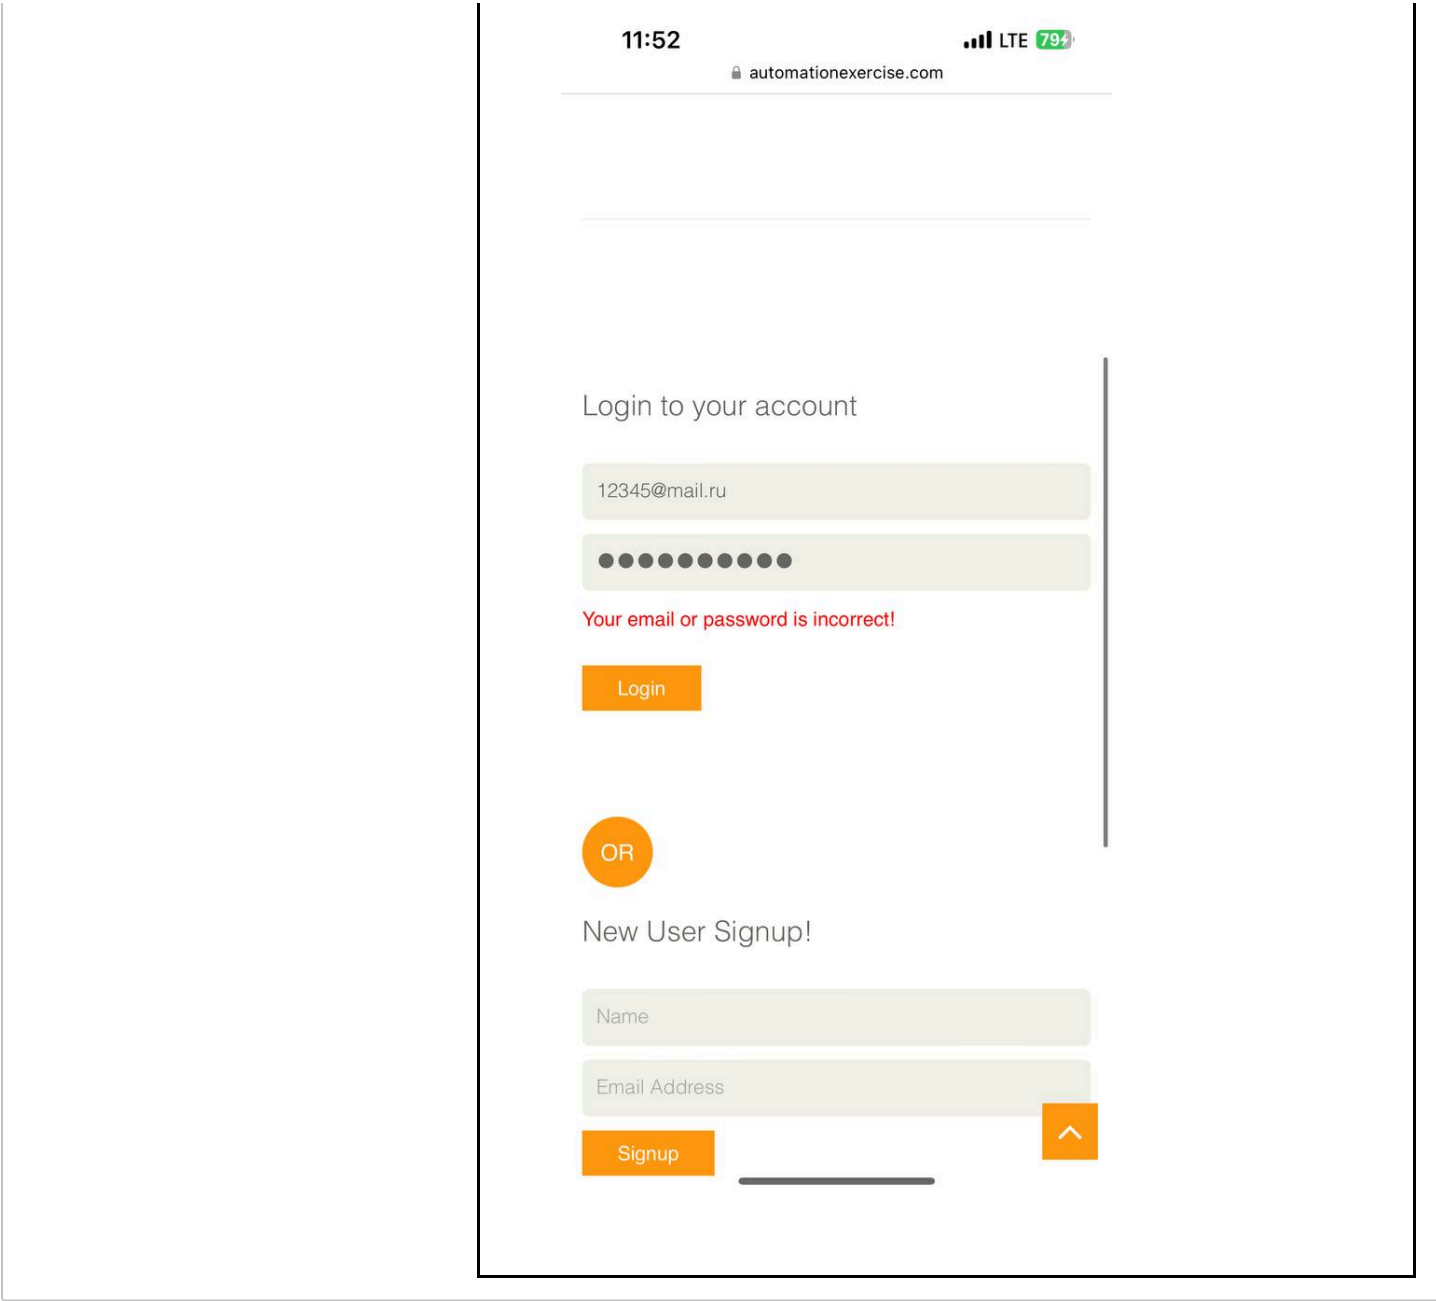 11:52 LTE 79
automationexercise.com
Login to your account
12345@mail.ru
Your email or password is incorrect!
Login
OR
New User Signup!
Name
Email Address
Signup